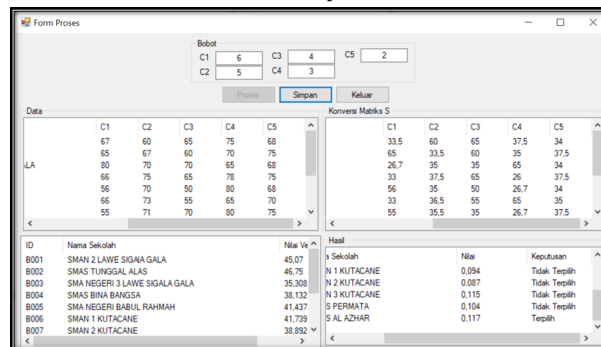 Form Proses
Bobot
C1 6 C3 4 C5 2
C2 5 C4 3
Proses Simpan Keluar
Data
C1 C2 C3 C4 C5
67 60 65 75 68
65 67 60 70 75
ALA 80 70 70 65 68
66 75 65 78 75
56 70 50 80 68
66 73 55 65 70
55 71 70 80 75
Konversi Matriks S
C1 C2 C3 C4 C5
33,5 60 65 37,5 34
65 33,5 60 35 37,5
26,7 35 35 65 34
33 37,5 65 26 37,5
56 35 50 26,7 34
33 36,5 55 65 35
55 35,5 35 26,7 37,5
ID Nama Sekolah Nilai Ve
B001 SMAN 2 LAWE SIGAIA GALA 45,07
B002 SMAS TUNGGAL ALAS 46,75
B003 SMA NEGERI 3 LAWE SIGALA GALA 35,308
B004 SMAS BINA BANGSA 38,132
B005 SMA NEGERI BABUL RAHMAH 41,437
B006 SMAN 1 KUTACANE 41,739
B007 SMAN 2 KUTACANE 38,892
Hasil
a Sekolah Nilai Keputusan
N 1 KUTACANE 0,094 Tidak Terpilih
N 2 KUTACANE 0,087 Tidak Terpilih
N 3 KUTACANE 0,115 Tidak Terpilih
S PERMATA 0,104 Tidak Terpilih
S AL AZHAR 0,117 Terpilih